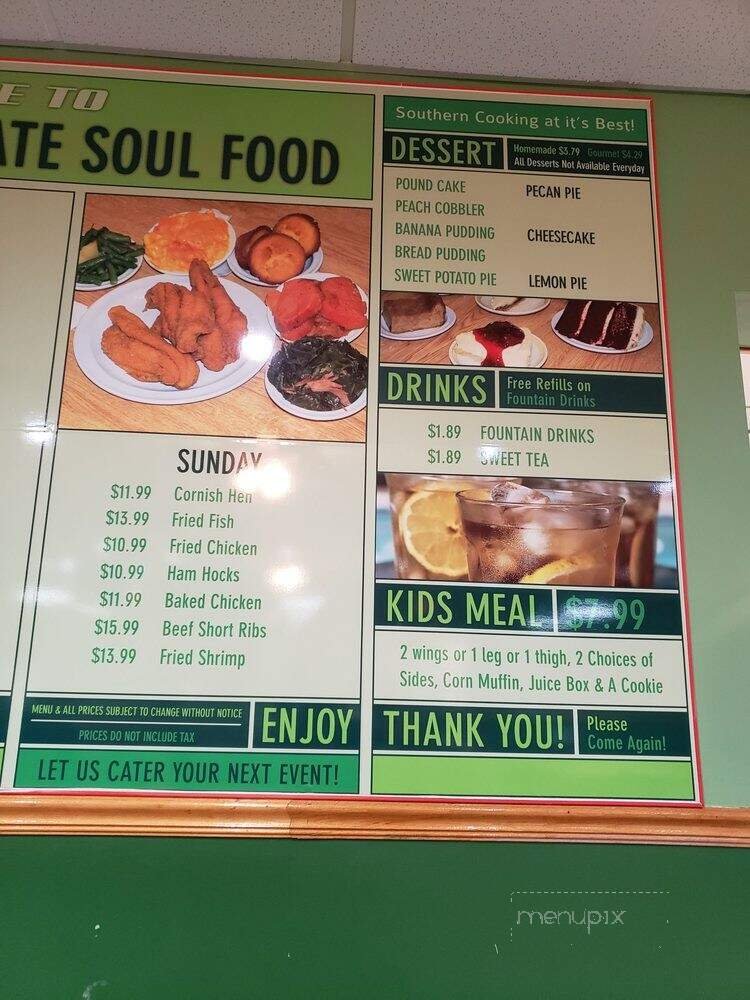 E TO
ATE SOUL FOOD
SUNDAY
$11.99 Cornish Hen
$13.99 Fried Fish
$10.99 Fried Chicken
$10.99 Ham Hocks
$11.99 Baked Chicken
$15.99 Beef Short Ribs
$13.99 Fried Shrimp
MENU & ALL PRICES SUBJECT TO CHANGE WITHOUT NOTICE
PRICES DO NOT INCLUDE TAX
ENJOY
LET US CATER YOUR NEXT EVENT!
Southern Cooking at it's Best!
DESSERT
Homemade $3.79 Gourmet $4.29
All Desserts Not Available Everyday
POUND CAKE
PEACH COBBLER
BANANA PUDDING
BREAD PUDDING
SWEET POTATO PIE
PECAN PIE
CHEESECAKE
LEMON PIE
DRINKS
Free Refills on
Fountain Drinks
$1.89 FOUNTAIN DRINKS
$1.89 SWEET TEA
KIDS MEAL $7.99
2 wings or 1 leg or 1 thigh, 2 Choices of
Sides, Corn Muffin, Juice Box & A Cookie
THANK YOU!
Please
Come Again!
menupix